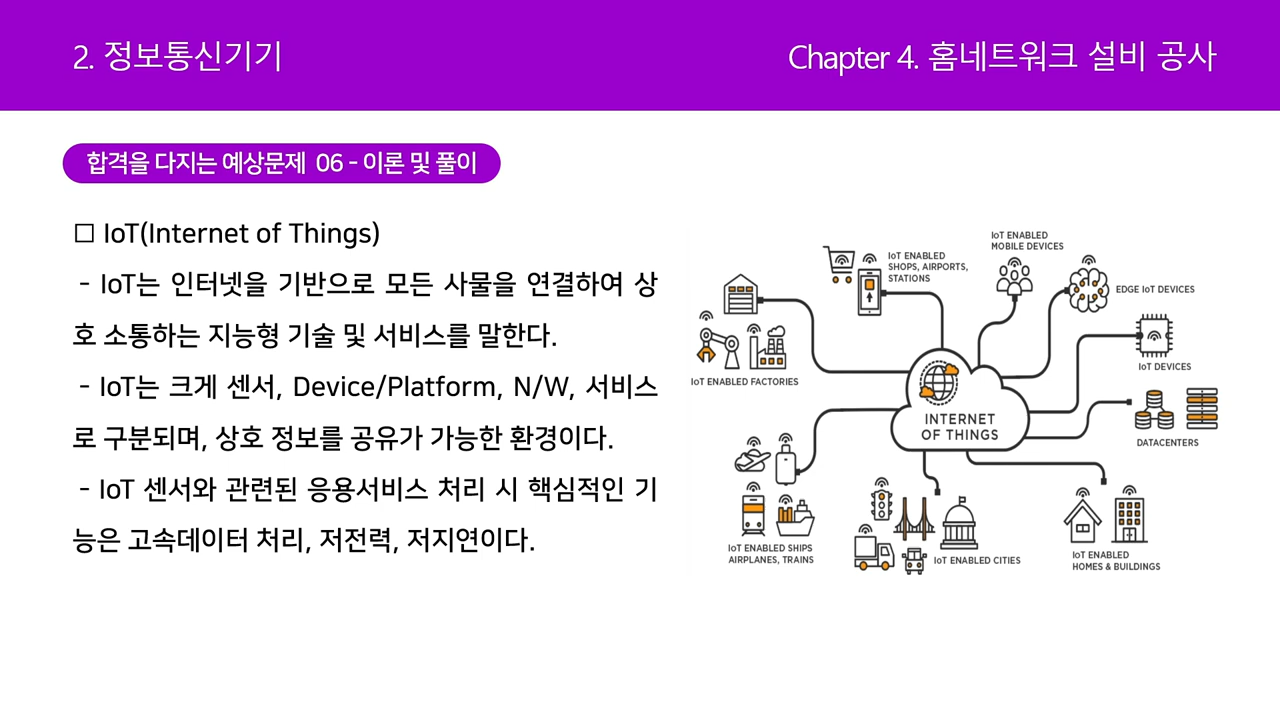 2. 정보통신기기
Chapter 4. 홈네트워크 설비 공사
합격을 다지는 예상문제 06 - 이론 및 풀이
□ IoT(Internet of Things)
- IoT는 인터넷을 기반으로 모든 사물을 연결하여 상
호 소통하는 지능형 기술 및 서비스를 말한다.
- IoT는 크게 센서, Device/Platform, N/W, 서비스
로 구분되며, 상호 정보를 공유가 가능한 환경이다.
- IoT 센서와 관련된 응용서비스 처리 시 핵심적인 기
능은 고속데이터 처리, 저전력, 저지연이다.
IoT ENABLED
MOBILE DEVICES
IoT ENABLED
SHOPS, AIRPORTS,
STATIONS
EDGE IoT DEVICES
IoT DEVICES
IoT ENABLED FACTORIES
INTERNET
OF THINGS
DATACENTERS
IoT ENABLED SHIPS
AIRPLANES, TRAINS
IoT ENABLED CITIES
IoT ENABLED
HOMES & BUILDINGS